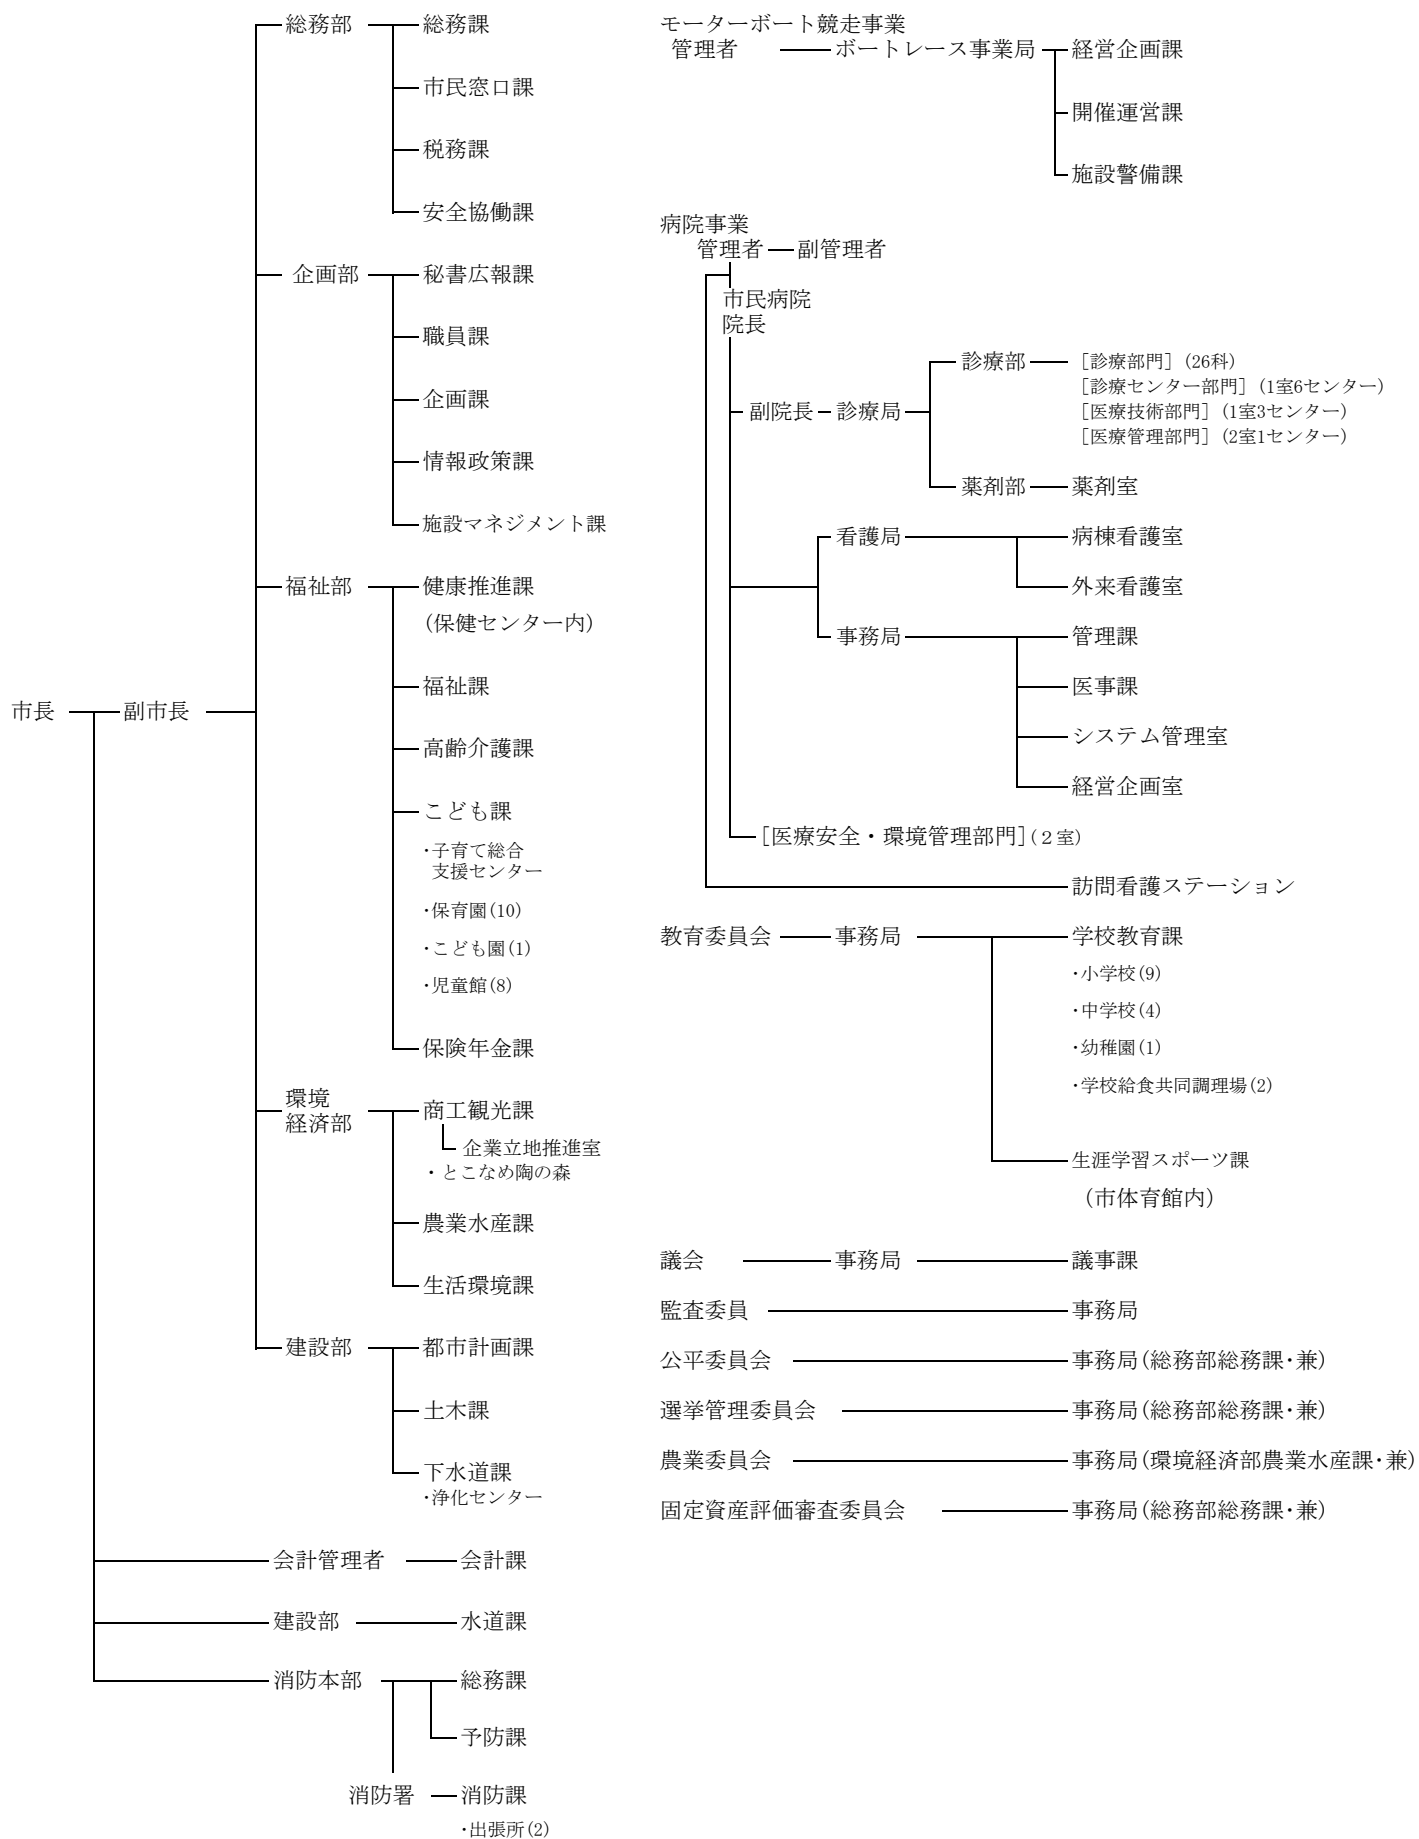 総務部
総務課
市民窓口課
税務課
安全協働課
企画部
秘書広報課
職員課
企画課
情報政策課
施設マネジメント課
福祉部
健康推進課
(保健センター内)
福祉課
市長
副市長
高齢介護課
こども課
・子育て総合
支援センター
・保育園(10)
・こども園(1)
・児童館(8)
保険年金課
環境
経済部
商工観光課
企業立地推進室
・とこなめ陶の森
農業水産課
生活環境課
建設部
都市計画課
土木課
下水道課
・浄化センター
会計管理者
会計課
建設部
水道課
消防本部
総務課
予防課
消防署
消防課
・出張所(2)
モーターボート競走事業
管理者
ボートレース事業局
経営企画課
開催運営課
施設警備課
病院事業
管理者
副管理者
市民病院
院長
副院長
診療局
診療部
[診療部門](26科)
[診療センター部門](1室6センター)
[医療技術部門](1室3センター)
[医療管理部門](2室1センター)
薬剤部
薬剤室
看護局
病棟看護室
外来看護室
事務局
管理課
医事課
システム管理室
経営企画室
[医療安全・環境管理部門](2室)
訪問看護ステーション
教育委員会
事務局
学校教育課
・小学校(9)
・中学校(4)
・幼稚園(1)
・学校給食共同調理場(2)
生涯学習スポーツ課
(市体育館内)
議会
事務局
議事課
監査委員
事務局
公平委員会
事務局(総務部総務課・兼)
選挙管理委員会
事務局(総務部総務課・兼)
農業委員会
事務局(環境経済部農業水産課・兼)
固定資産評価審査委員会
事務局(総務部総務課・兼)